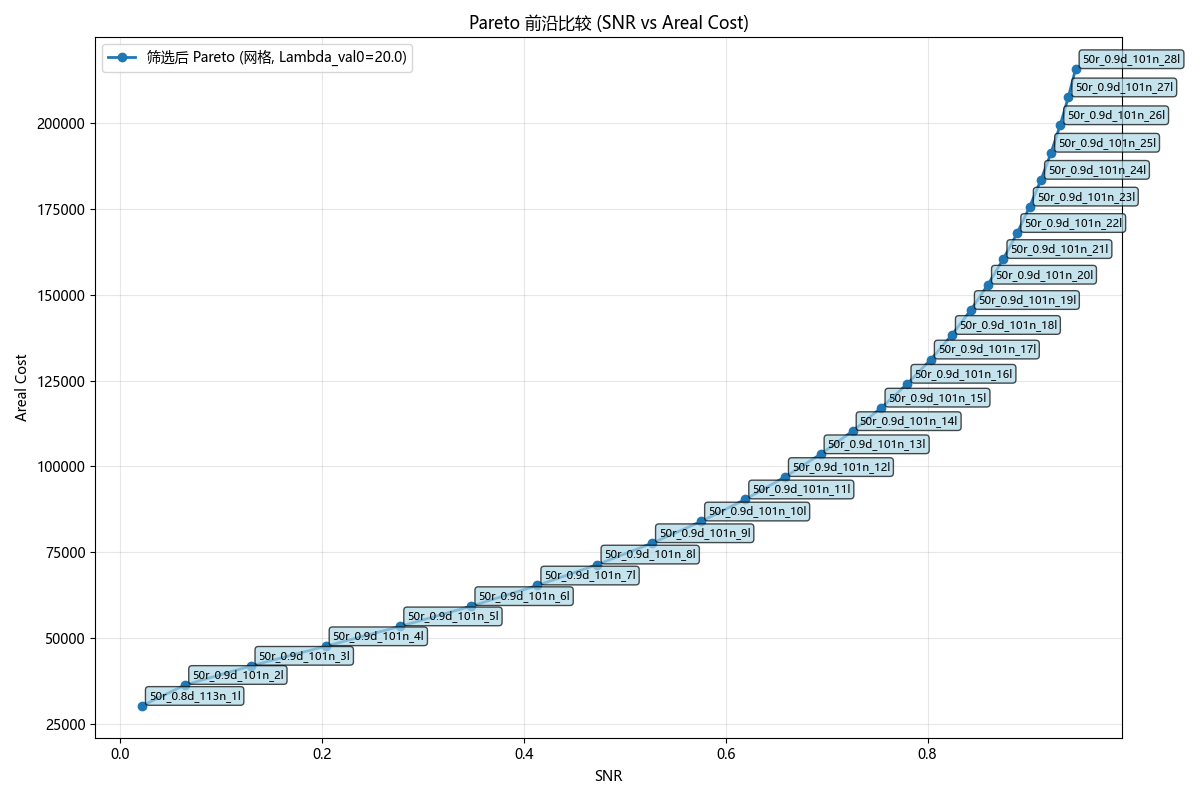 Pareto 前沿比较 (SNR vs Areal Cost)
筛选后 Pareto (网格, Lambda_val0=20.0)
50r_0.9d_101n_28l
50r_0.9d_101n_27l
50r_0.9d_101n_26l
50r_0.9d_101n_25l
50r_0.9d_101n_24l
50r_0.9d_101n_23l
50r_0.9d_101n_22l
50r_0.9d_101n_21l
50r_0.9d_101n_20l
50r_0.9d_101n_19l
50r_0.9d_101n_18l
50r_0.9d_101n_17l
50r_0.9d_101n_16l
50r_0.9d_101n_15l
50r_0.9d_101n_14l
50r_0.9d_101n_13l
50r_0.9d_101n_12l
50r_0.9d_101n_11l
50r_0.9d_101n_10l
50r_0.9d_101n_9l
50r_0.9d_101n_8l
50r_0.9d_101n_7l
50r_0.9d_101n_6l
50r_0.9d_101n_5l
50r_0.9d_101n_4l
50r_0.9d_101n_3l
50r_0.9d_101n_2l
50r_0.8d_113n_1l
200000
175000
150000
125000
100000
75000
50000
25000
Areal Cost
0.0 0.2 0.4 0.6 0.8
SNR